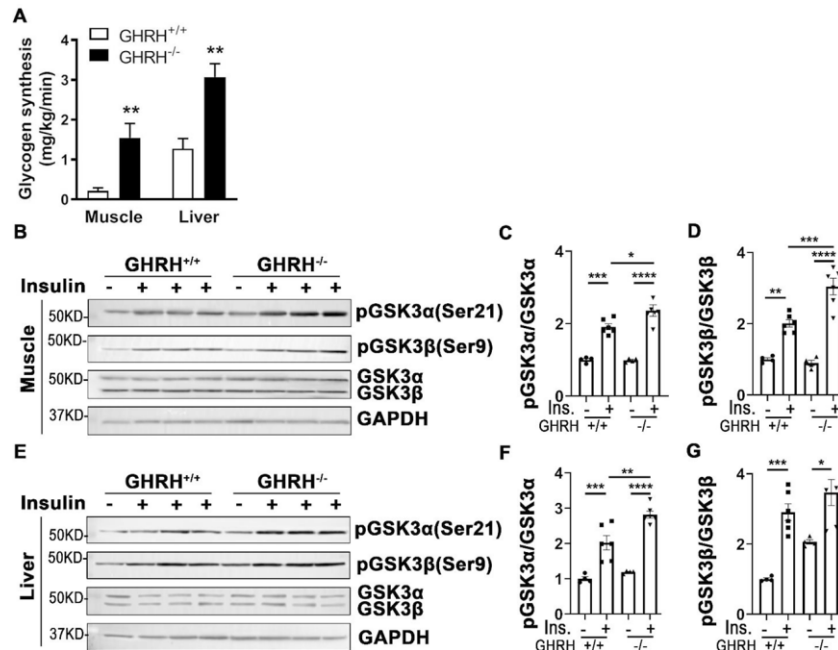 A
GHRH+/+
GHRH-/-
Glycogen synthesis
(mg/kg/min)
4
3
2
1
0
**
**
Muscle Liver
B
GHRH+/+ GHRH-/-
Insulin - + + + - + + +
Muscle
50KD
pGSK3α(Ser21)
pGSK3β(Ser9)
50KD
GSK3α
GSK3β
37KD
GAPDH
C
pGSK3α/GSK3α
4
2
0
***
*
****
Ins. - + - +
GHRH +/+ -/-
D
pGSK3β/GSK3β
4
2
0
**
***
****
Ins. - + - +
GHRH +/+ -/-
E
GHRH+/+ GHRH-/-
Insulin - + + + - + + +
Liver
50KD
pGSK3α(Ser21)
50KD
pGSK3β(Ser9)
50KD
GSK3α
GSK3β
37KD
GAPDH
F
pGSK3α/GSK3α
4
3
2
1
0
***
**
****
Ins. - + - +
GHRH +/+ -/-
G
pGSK3β/GSK3β
4
2
0
***
*
Ins. - + - +
GHRH +/+ -/-